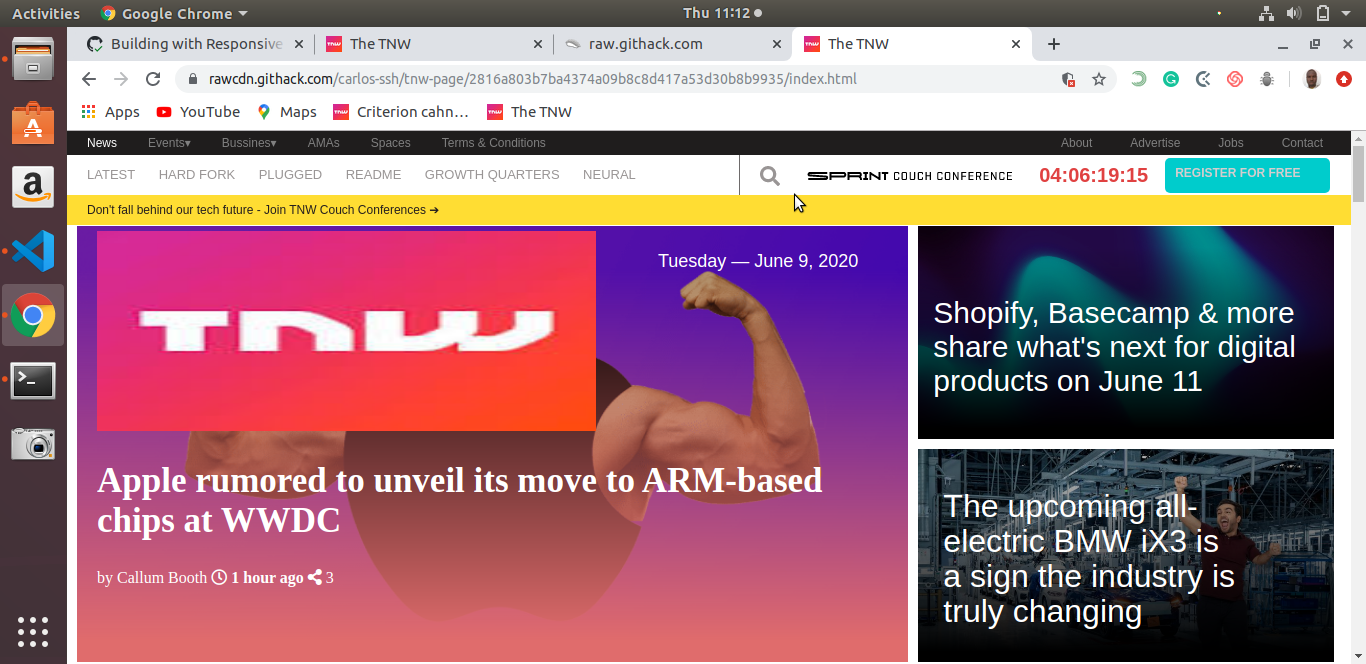 Activities Google Chrome Thu 11:12
Building with Responsive The TNW raw.githack.com The TNW
rawcdn.githack.com/carlos-ssh/tnw-page/2816a803b7ba4374a09b8c8d417a53d30b8b9935/index.html
Apps YouTube Maps Criterion cahn... The TNW
News Events▾ Bussines▾ AMAs Spaces Terms & Conditions About Advertise Jobs Contact
LATEST HARD FORK PLUGGED README GROWTH QUARTERS NEURAL SPRINT COUCH CONFERENCE 04:06:19:15 REGISTER FOR FREE
Don't fall behind our tech future - Join TNW Couch Conferences ➔
TNW
Tuesday — June 9, 2020
Apple rumored to unveil its move to ARM-based
chips at WWDC
by Callum Booth 1 hour ago 3
Shopify, Basecamp & more
share what's next for digital
products on June 11
The upcoming all-
electric BMW iX3 is
a sign the industry is
truly changing